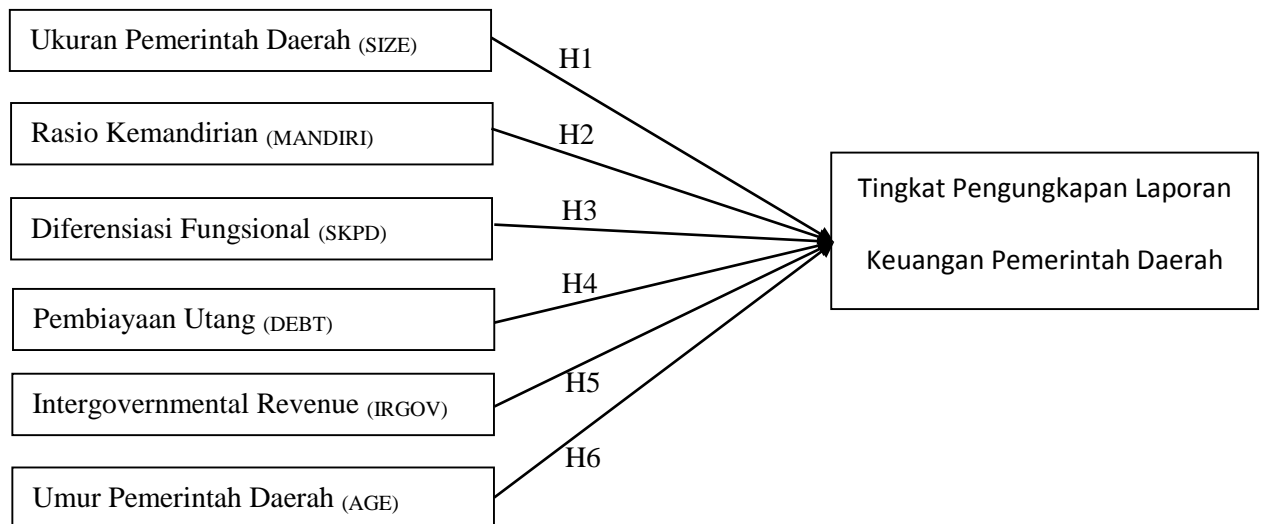 Ukuran Pemerintah Daerah (SIZE)
H1
Rasio Kemandirian (MANDIRI)
H2
Diferensiasi Fungsional (SKPD)
H3
Pembiayaan Utang (DEBT)
H4
Intergovernmental Revenue (IRGOV)
H5
Umur Pemerintah Daerah (AGE)
H6
Tingkat Pengungkapan Laporan
Keuangan Pemerintah Daerah